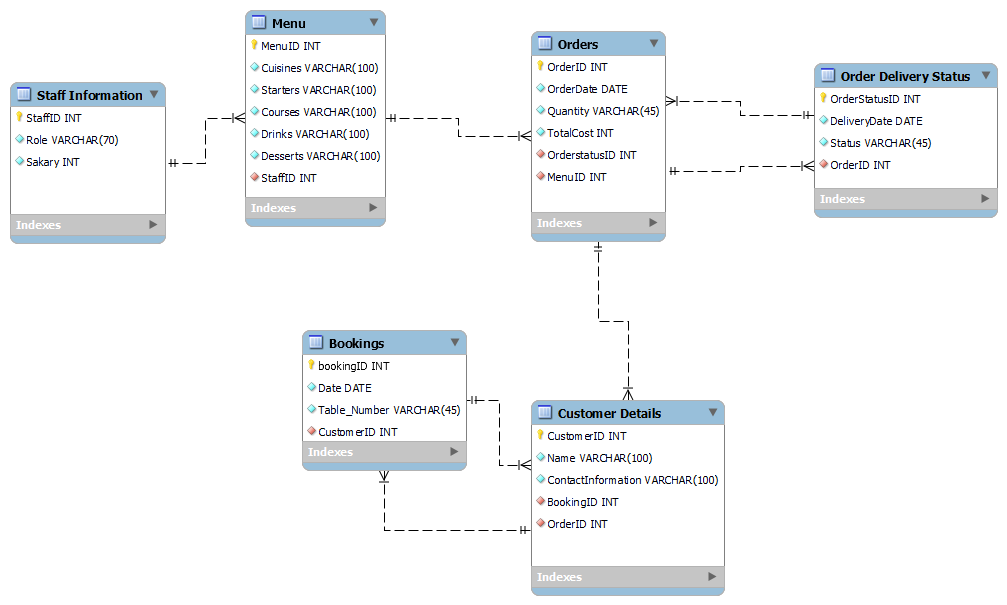 Staff Information
StaffID INT
Role VARCHAR(70)
Sakary INT
Indexes
Menu
MenuID INT
Cuisines VARCHAR(100)
Starters VARCHAR(100)
Courses VARCHAR(100)
Drinks VARCHAR(100)
Desserts VARCHAR(100)
StaffID INT
Indexes
Orders
OrderID INT
OrderDate DATE
Quantity VARCHAR(45)
TotalCost INT
OrderstatusID INT
MenuID INT
Indexes
Order Delivery Status
OrderStatusID INT
DeliveryDate DATE
Status VARCHAR(45)
OrderID INT
Indexes
Bookings
bookingID INT
Date DATE
Table_Number VARCHAR(45)
CustomerID INT
Indexes
Customer Details
CustomerID INT
Name VARCHAR(100)
ContactInformation VARCHAR(100)
BookingID INT
OrderID INT
Indexes